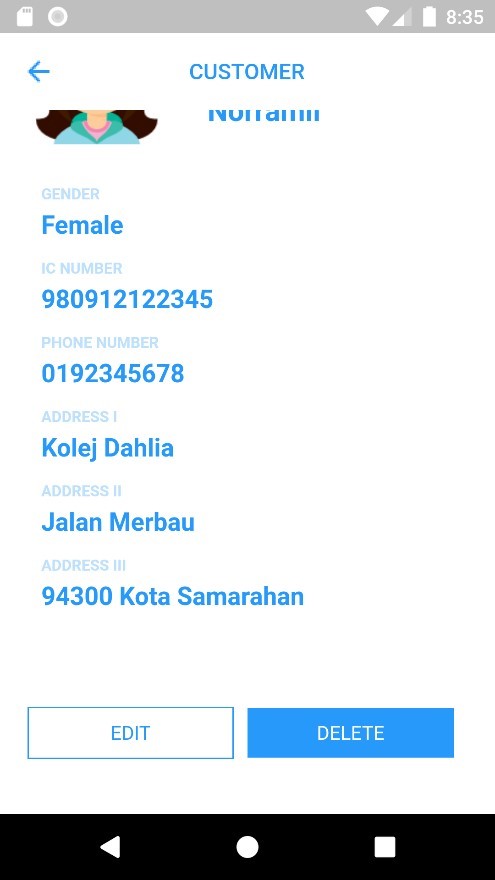 8:35
CUSTOMER
GENDER
Female
IC NUMBER
980912122345
PHONE NUMBER
0192345678
ADDRESS I
Kolej Dahlia
ADDRESS II
Jalan Merbau
ADDRESS III
94300 Kota Samarahan
EDIT
DELETE